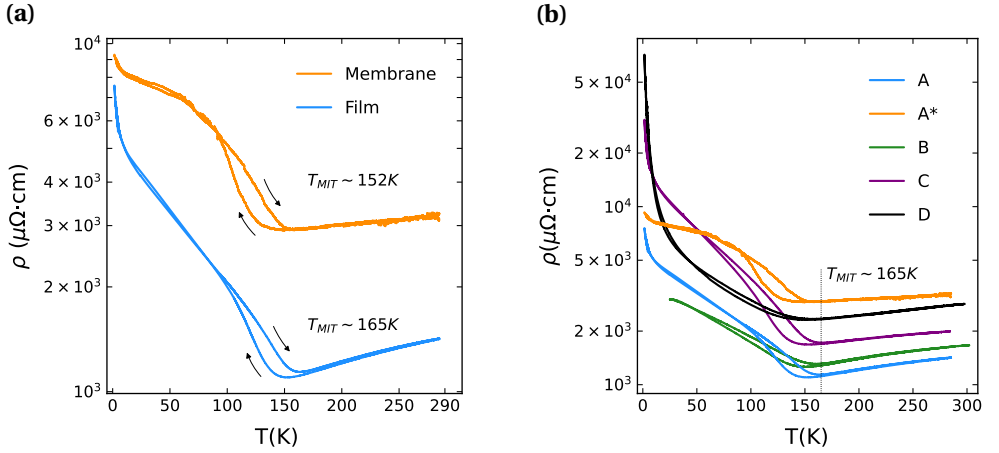 (a)
10⁴
6 × 10³
3 × 10³
2 × 10³
10³
ρ (μΩ·cm)
Membrane
Film
T_MIT ~ 152K
T_MIT ~ 165K
0 50 100 150 200 250 290
T(K)
(b)
5 × 10⁴
2 × 10⁴
10⁴
5 × 10³
2 × 10³
10³
ρ(μΩ·cm)
A
A*
B
C
D
T_MIT ~ 165K
0 50 100 150 200 250 300
T(K)